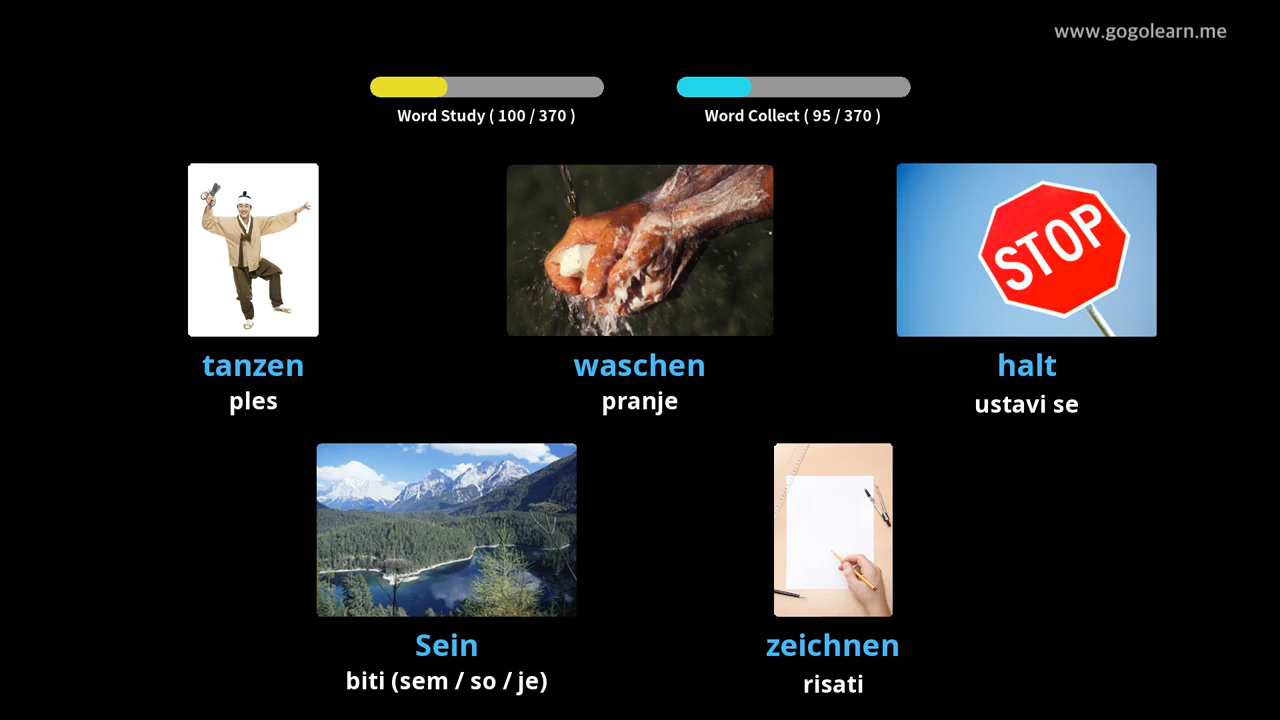 www.gogolearn.me
Word Study ( 100 / 370 )
Word Collect ( 95 / 370 )
STOP
tanzen
ples
waschen
pranje
halt
ustavi se
Sein
biti (sem / so / je)
zeichnen
risati